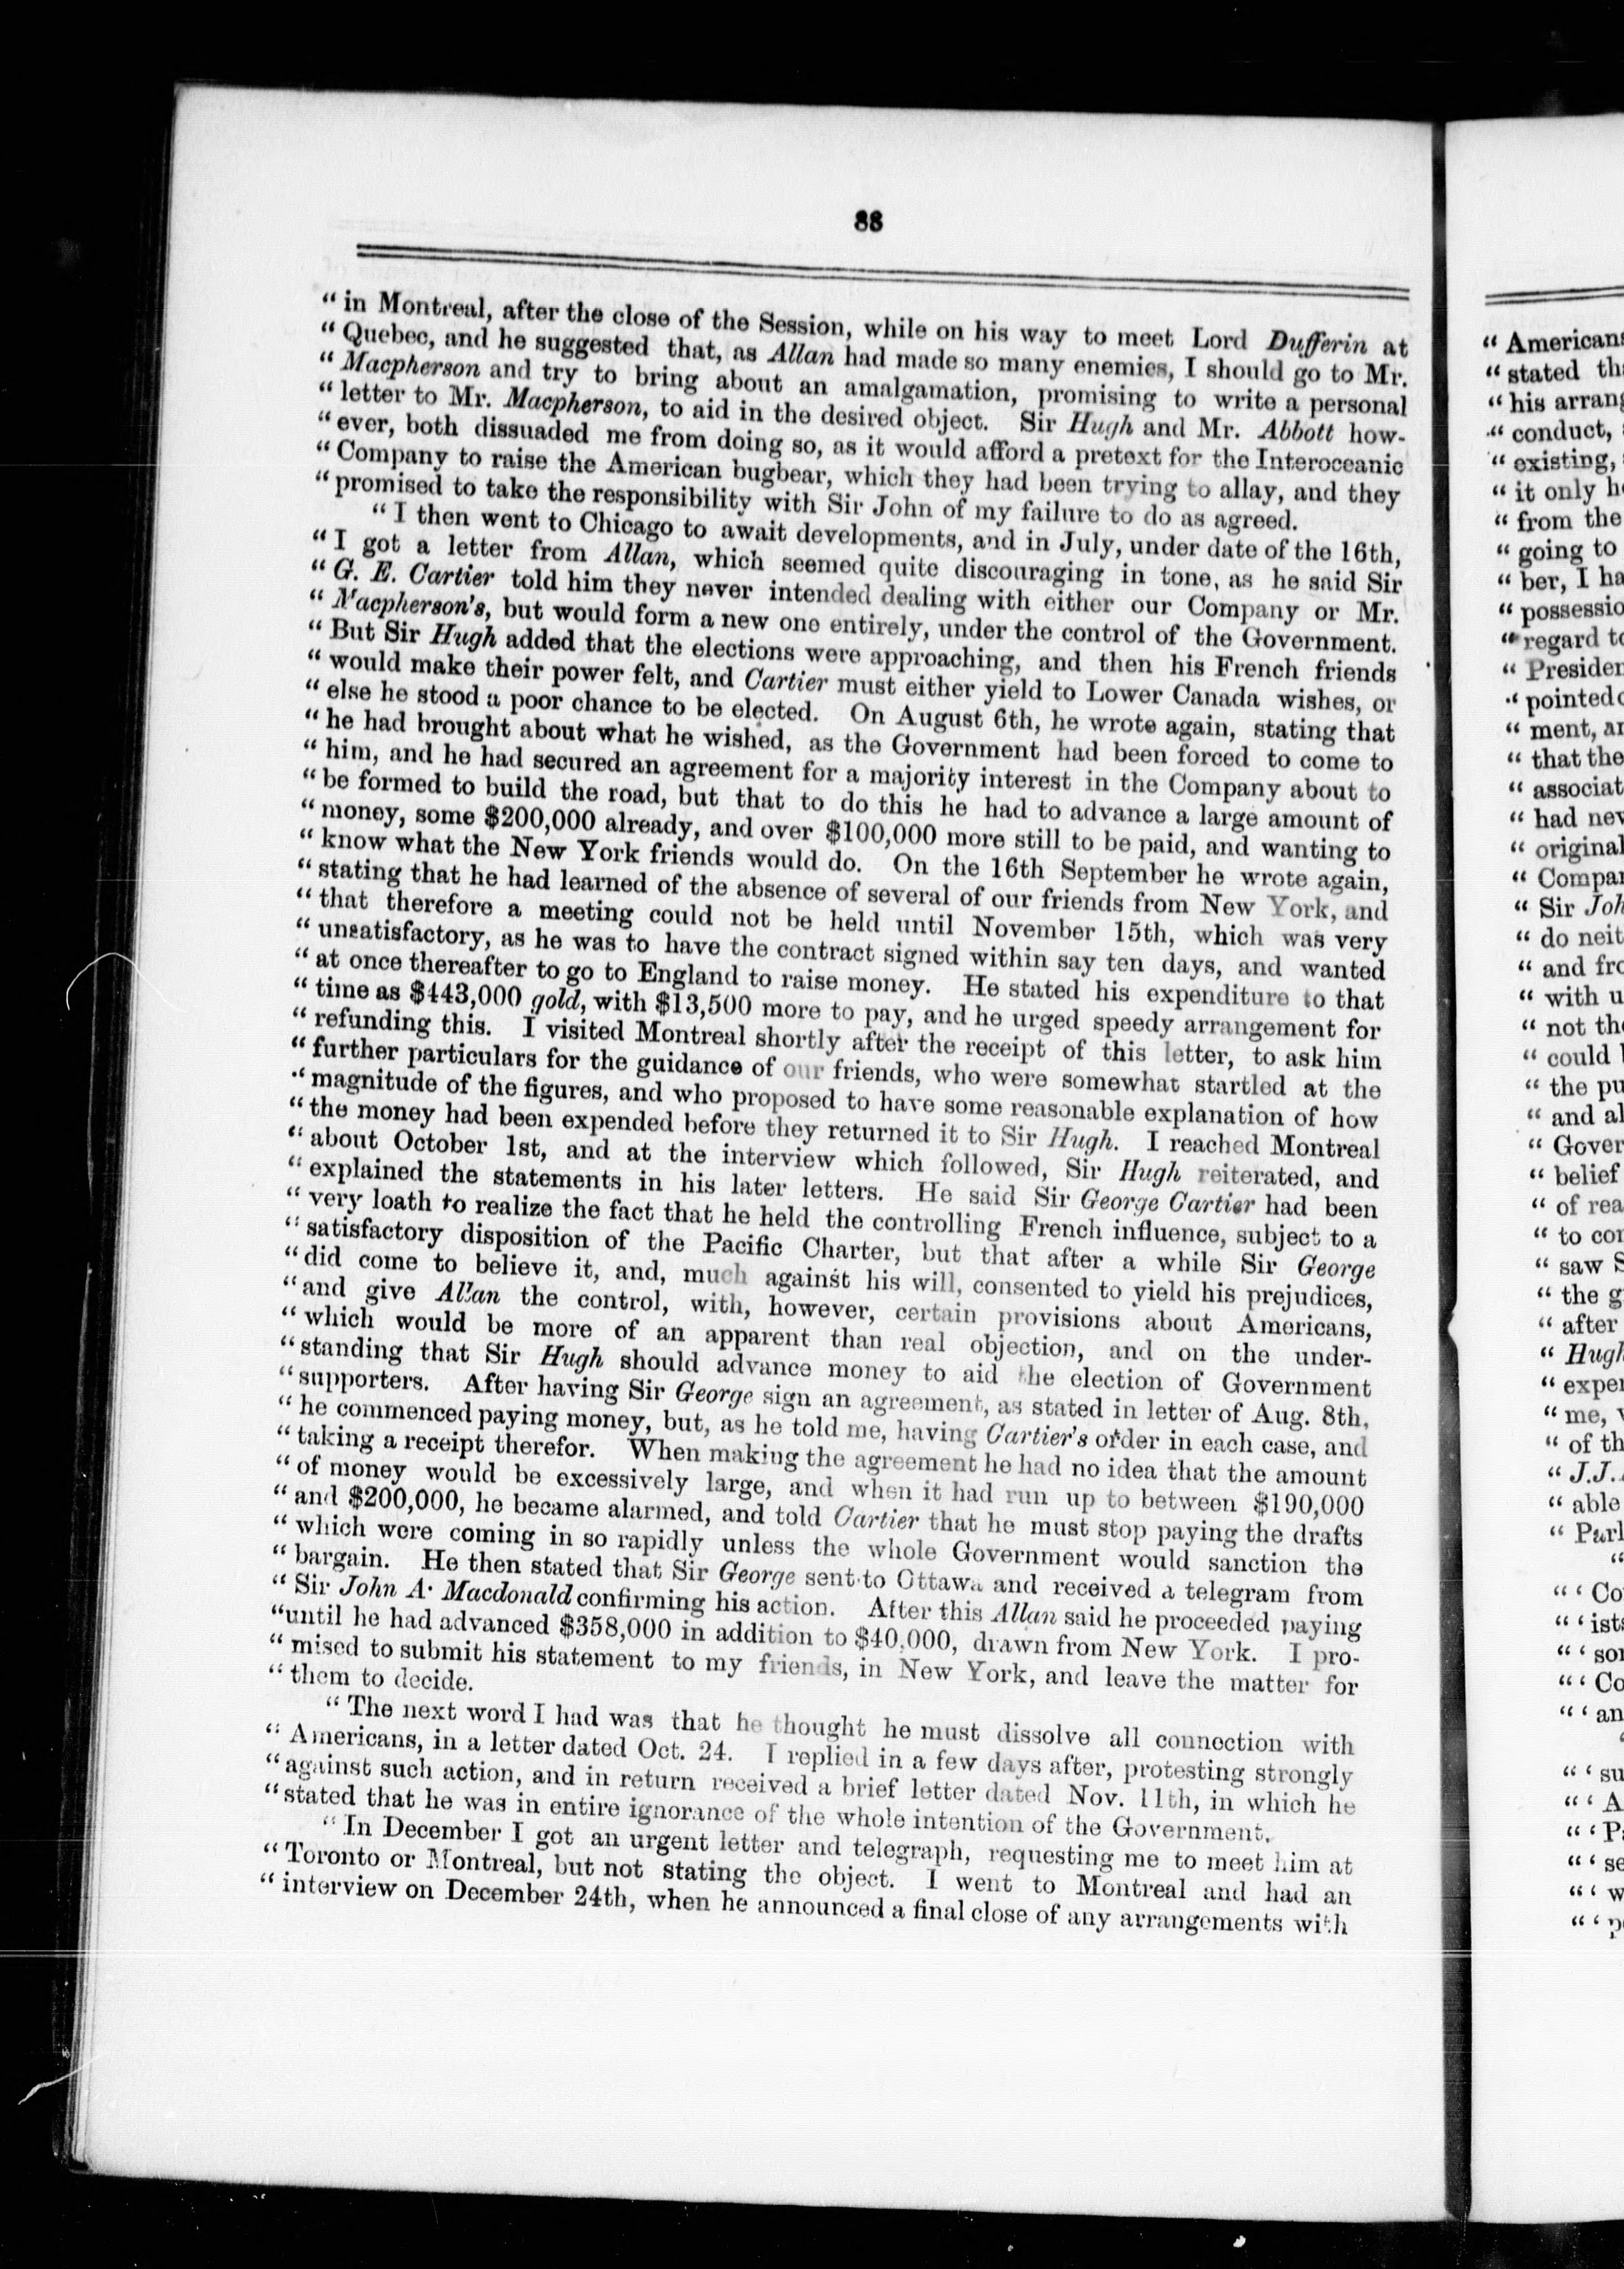 88
“ in Montreal, after the close of the Session, while on his way to meet Lord Dufferin at
“ Quebec, and he suggested that, as Allan had made so many enemies, I should go to Mr.
“ Macpherson and try to bring about an amalgamation, promising to write a personal
“ letter to Mr. Macpherson, to aid in the desired object. Sir Hugh and Mr. Abbott how-
“ ever, both dissuaded me from doing so, as it would afford a pretext for the Interoceanic
“ Company to raise the American bugbear, which they had been trying to allay, and they
“ promised to take the responsibility with Sir John of my failure to do as agreed.
“ I then went to Chicago to await developments, and in July, under date of the 16th,
“ I got a letter from Allan, which seemed quite discouraging in tone, as he said Sir
“ G. E. Cartier told him they never intended dealing with either our Company or Mr.
“ Macpherson's, but would form a new one entirely, under the control of the Government.
“ But Sir Hugh added that the elections were approaching, and then his French friends
“ would make their power felt, and Cartier must either yield to Lower Canada wishes, or
“ else he stood a poor chance to be elected. On August 6th, he wrote again, stating that
“ he had brought about what he wished, as the Government had been forced to come to
“ him, and he had secured an agreement for a majority interest in the Company about to
“ be formed to build the road, but that to do this he had to advance a large amount of
“ money, some $200,000 already, and over $100,000 more still to be paid, and wanting to
“ know what the New York friends would do. On the 16th September he wrote again,
“ stating that he had learned of the absence of several of our friends from New York, and
“ that therefore a meeting could not be held until November 15th, which was very
“ unsatisfactory, as he was to have the contract signed within say ten days, and wanted
“ at once thereafter to go to England to raise money. He stated his expenditure to that
“ time as $443,000 gold, with $13,500 more to pay, and he urged speedy arrangement for
“ refunding this. I visited Montreal shortly after the receipt of this letter, to ask him
“ further particulars for the guidance of our friends, who were somewhat startled at the
“ magnitude of the figures, and who proposed to have some reasonable explanation of how
“ the money had been expended before they returned it to Sir Hugh. I reached Montreal
“ about October 1st, and at the interview which followed, Sir Hugh reiterated, and
“ explained the statements in his later letters. He said Sir George Cartier had been
“ very loath to realize the fact that he held the controlling French influence, subject to a
“ satisfactory disposition of the Pacific Charter, but that after a while Sir George
“ did come to believe it, and, much against his will, consented to yield his prejudices,
“ and give Allan the control, with, however, certain provisions about Americans,
“ which would be more of an apparent than real objection, and on the under-
“ standing that Sir Hugh should advance money to aid the election of Government
“ supporters. After having Sir George sign an agreement, as stated in letter of Aug. 8th,
“ he commenced paying money, but, as he told me, having Cartier's order in each case, and
“ taking a receipt therefor. When making the agreement he had no idea that the amount
“ of money would be excessively large, and when it had run up to between $190,000
“ and $200,000, he became alarmed, and told Cartier that he must stop paying the drafts
“ which were coming in so rapidly unless the whole Government would sanction the
“ bargain. He then stated that Sir George sent to Ottawa and received a telegram from
“ Sir John A. Macdonald confirming his action. After this Allan said he proceeded paying
“until he had advanced $358,000 in addition to $40,000, drawn from New York. I pro-
“ mised to submit his statement to my friends, in New York, and leave the matter for
“ them to decide.
“ The next word I had was that he thought he must dissolve all connection with
“ Americans, in a letter dated Oct. 24. I replied in a few days after, protesting strongly
“ against such action, and in return received a brief letter dated Nov. 11th, in which he
“ stated that he was in entire ignorance of the whole intention of the Government.
“ In December I got an urgent letter and telegraph, requesting me to meet him at
“ Toronto or Montreal, but not stating the object. I went to Montreal and had an
“ interview on December 24th, when he announced a final close of any arrangements with
“ stated
“ his
“ conduct,
“ existing,
“ it only
“ from the
“ going to
“ ber, I
“ regard
“ ment,
“ that the
“ had
“ original
“ Sir
“ do
“ and
“ with
“ not
“ could
“ the
“ and
“ belief
“ of
“ to
“ saw
“ the
“ after
“ me,
“ of
“ J.J.
“ able